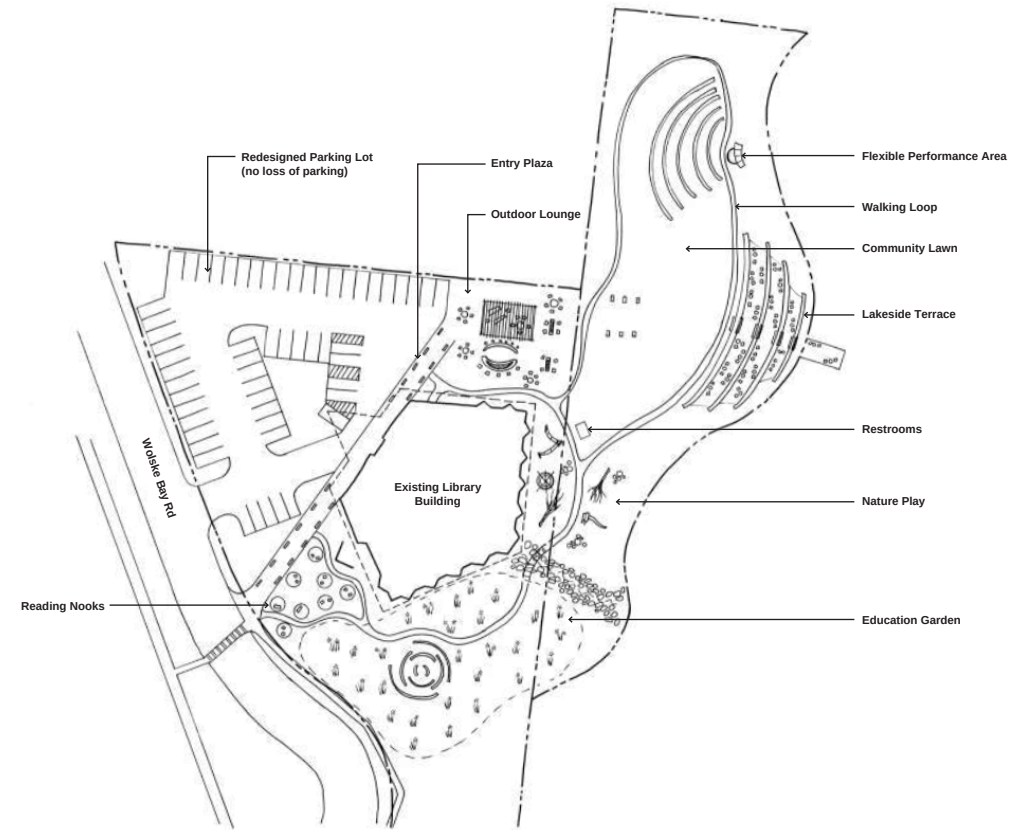 Redesigned Parking Lot
(no loss of parking)
Entry Plaza
Outdoor Lounge
Flexible Performance Area
Walking Loop
Community Lawn
Lakeside Terrace
Restrooms
Existing Library
Building
Nature Play
Wolske Bay Rd
Reading Nooks
Education Garden